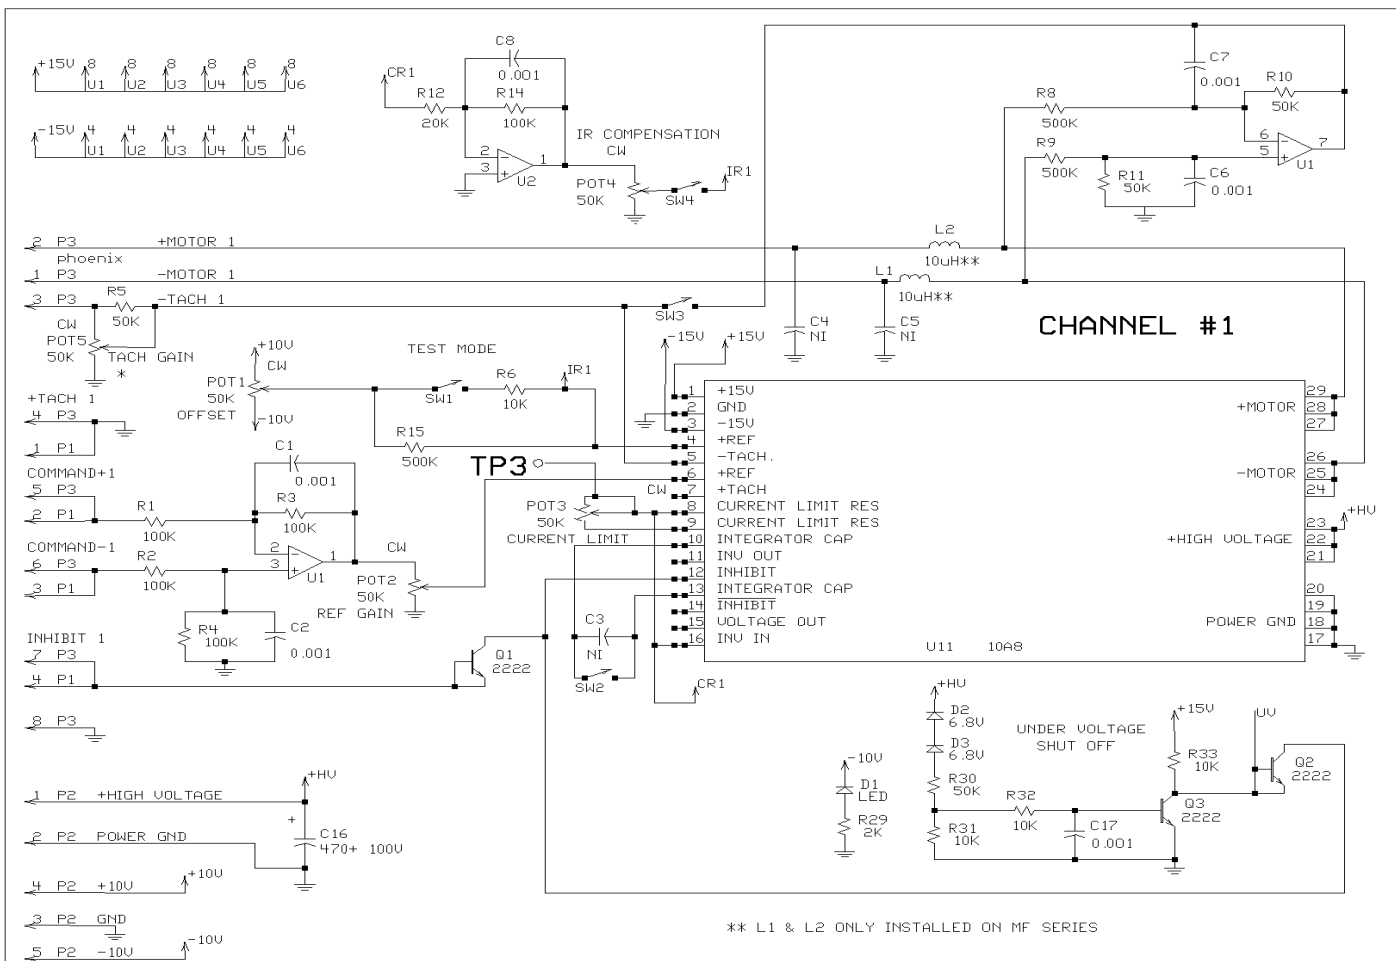 +15V 8 8 8 8 8 8
U1 U2 U3 U4 U5 U6
-15V 4 4 4 4 4 4
U1 U2 U3 U4 U5 U6
CR1
R12
20K
C8
0.001
R14
100K
2
3
1
U2
IR COMPENSATION
CW
POT4
50K
SW4
IR1
C7
0.001
R8
500K
R10
50K
R9
500K
6
5
7
U1
R11
50K
C6
0.001
2 P3 +MOTOR 1
phoenix
1 P3 -MOTOR 1
3 P3
R5
50K
-TACH 1
L2
10uH**
L1
10uH**
SW3
C4
NI
C5
NI
CHANNEL #1
CW
POT5
50K
TACH GAIN
*
+10V
CW
POT1
50K
OFFSET
-10V
TEST MODE
SW1
R6
10K
IR1
R15
500K
-15V
+15V
+TACH 1
4 P3
1 P1
COMMAND+1
5 P3
2 P1
R1
100K
COMMAND-1
6 P3
3 P1
R2
100K
C1
0.001
R3
100K
2
3
1
U1
CW
POT2
50K
REF GAIN
R4
100K
C2
0.001
TP3
CW
POT3
50K
CURRENT LIMIT
1 +15V
2 GND
3 -15V
4 +REF
5 -TACH.
6 +REF
7 +TACH
8 CURRENT LIMIT RES
9 CURRENT LIMIT RES
10 INTEGRATOR CAP
11 INV OUT
12 INHIBIT
13 INTEGRATOR CAP
14 INHIBIT
15 VOLTAGE OUT
16 INV IN
29
+MOTOR 28
27
26
-MOTOR 25
24
23
+HIGH VOLTAGE 22
21
+HV
20
19
POWER GND 18
17
U11 10A8
INHIBIT 1
7 P3
4 P1
8 P3
Q1
2222
C3
NI
SW2
CR1
1 P2 +HIGH VOLTAGE
+HV
2 P2 POWER GND
+
C16
470+ 100V
4 P2 +10V
+10V
3 P2 GND
5 P2 -10V
-10V
-10V
D1
LED
R29
2K
+HV
D2
6.8V
D3
6.8V
R30
50K
R31
10K
R32
10K
C17
0.001
UNDER VOLTAGE
SHUT OFF
+15V
R33
10K
Q3
2222
UV
Q2
2222
** L1 & L2 ONLY INSTALLED ON MF SERIES